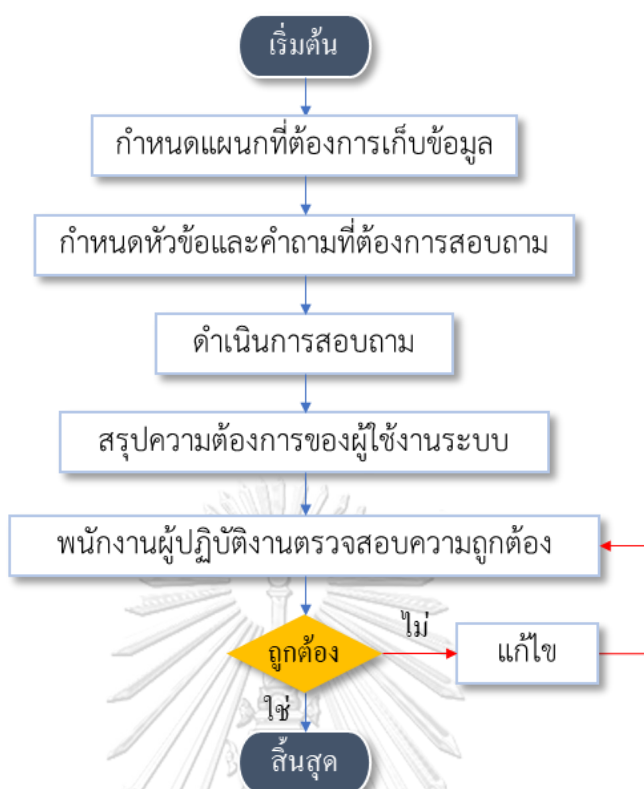 เริ่มต้น
กำหนดแผนกที่ต้องการเก็บข้อมูล
กำหนดหัวข้อและคำถามที่ต้องการสอบถาม
ดำเนินการสอบถาม
สรุปความต้องการของผู้ใช้งานระบบ
พนักงานผู้ปฏิบัติงานตรวจสอบความถูกต้อง
ถูกต้อง
ไม่
แก้ไข
ใช่
สิ้นสุด